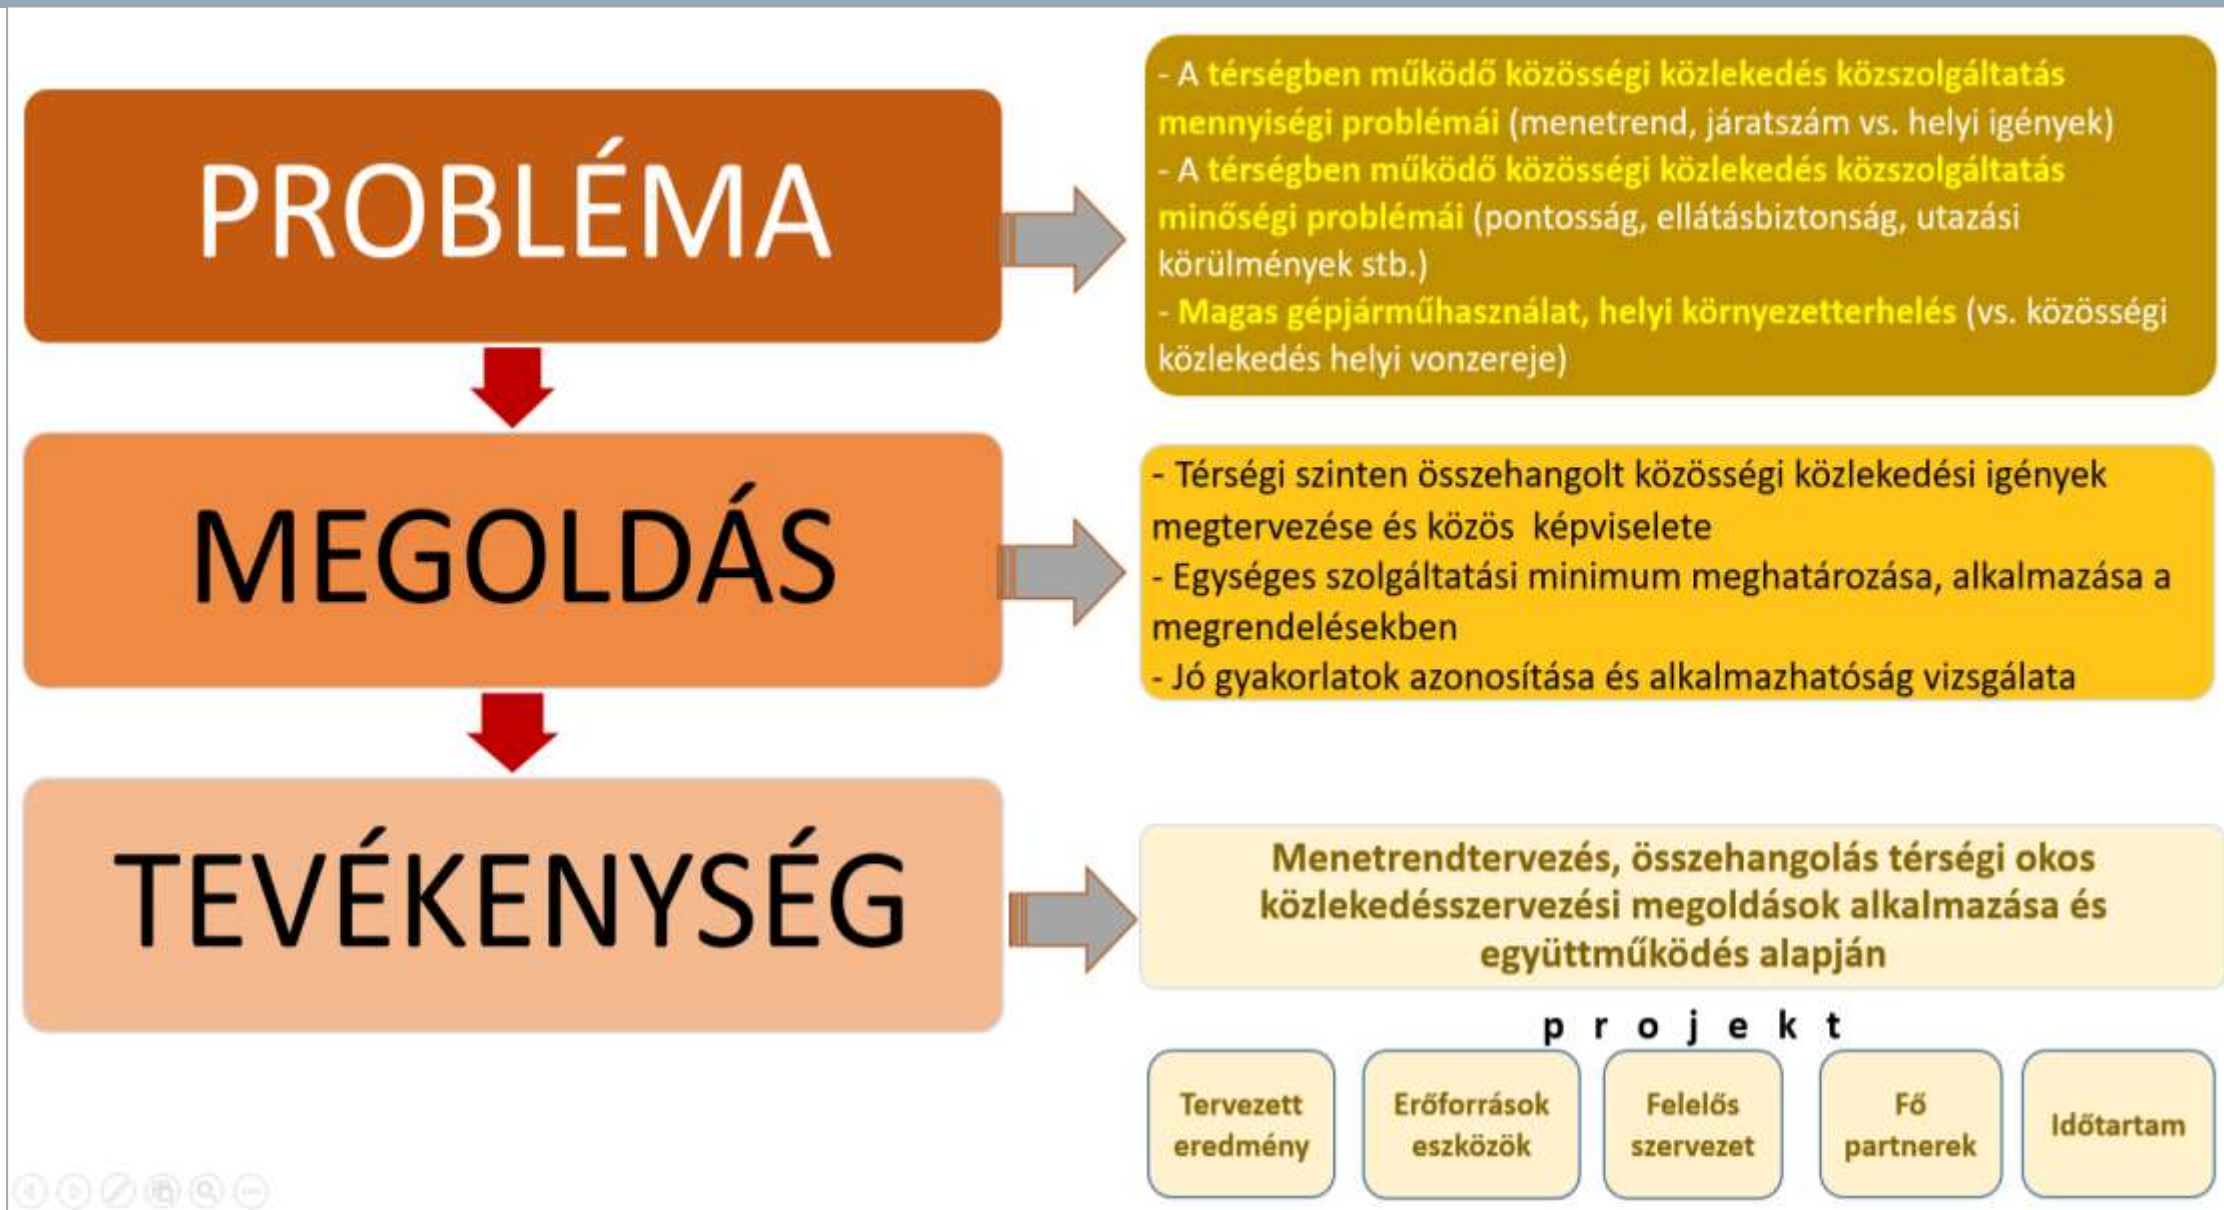 PROBLÉMA
- A térségben működő közösségi közlekedés közszolgáltatás
mennyiségi problémái (menetrend, járatszám vs. helyi igények)
- A térségben működő közösségi közlekedés közszolgáltatás
minőségi problémái (pontosság, ellátásbiztonság, utazási
körülmények stb.)
- Magas gépjárműhasználat, helyi környezetterhelés (vs. közösségi
közlekedés helyi vonzereje)
MEGOLDÁS
- Térségi szinten összehangolt közösségi közlekedési igények
megtervezése és közös képviselete
- Egységes szolgáltatási minimum meghatározása, alkalmazása a
megrendelésekben
- Jó gyakorlatok azonosítása és alkalmazhatóság vizsgálata
TEVÉKENYSÉG
Menetrendtervezés, összehangolás térségi okos
közlekedésszervezési megoldások alkalmazása és
együttműködés alapján
projekt
Tervezett
eredmény
Erőforrások
eszközök
Felelős
szervezet
Fő
partnerek
Időtartam